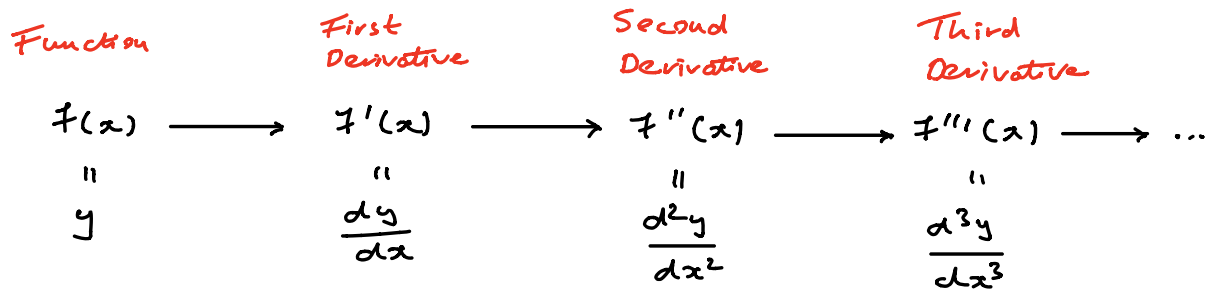 Function
First
Derivative
Second
Derivative
Third
Derivative
f(x) → f'(x) → f''(x) → f'''(x) → ...
= = = =
y dy/dx d²y/dx² d³y/dx³